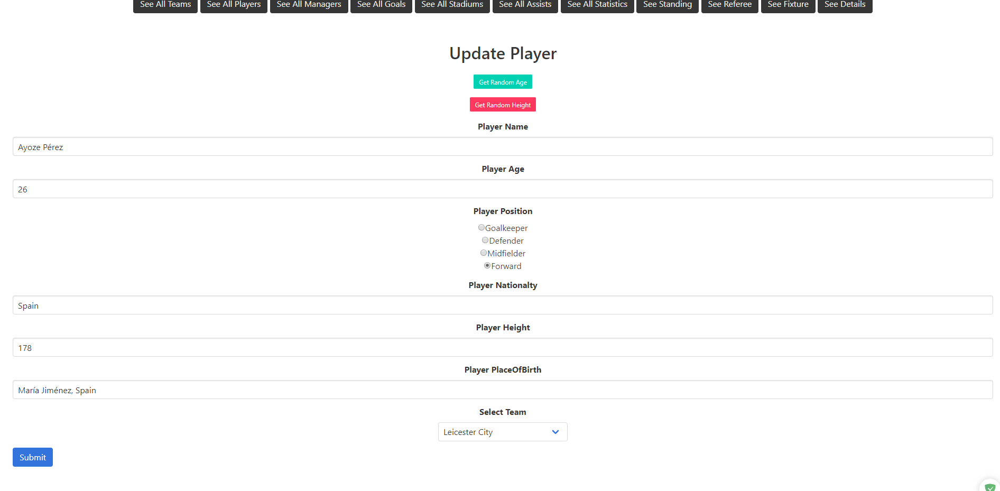 See All Teams See All Players See All Managers See All Goals See All Stadiums See All Assists See All Statistics See Standing See Referee See Fixture See Details
Update Player
Get Random Age
Get Random Height
Player Name
Ayoze Pérez
Player Age
26
Player Position
Goalkeeper
Defender
Midfielder
Forward
Player Nationalty
Spain
Player Height
178
Player PlaceOfBirth
María Jiménez, Spain
Select Team
Leicester City
Submit